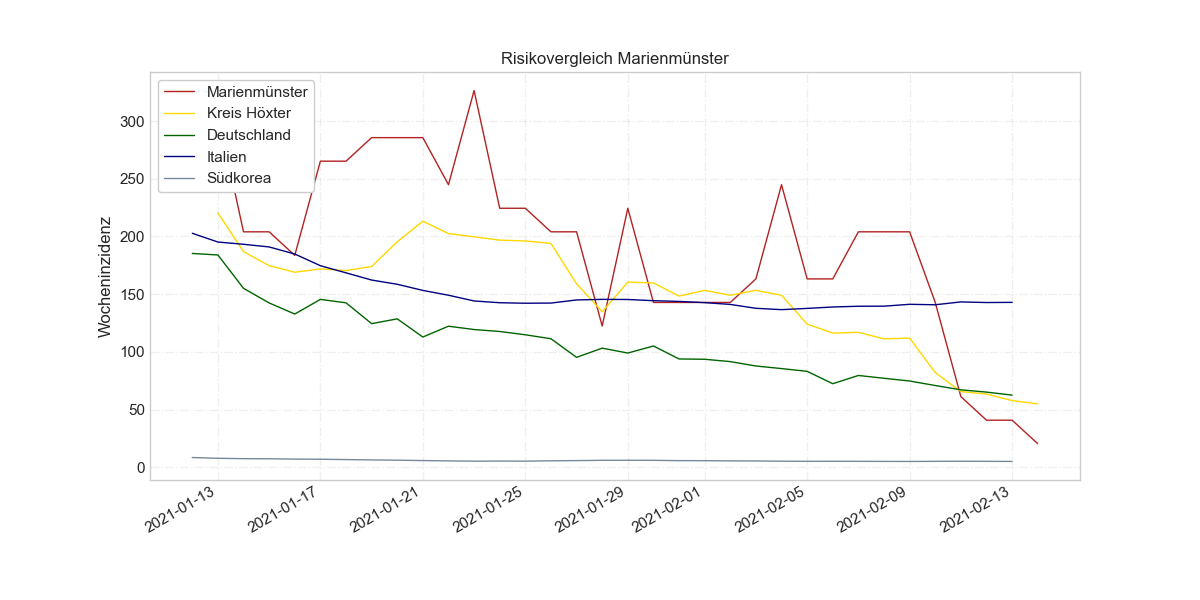 Risikovergleich Marienmünster
Marienmünster
Kreis Höxter
Deutschland
Italien
Südkorea
Wocheninzidenz
300
250
200
150
100
50
0
2021-01-13
2021-01-17
2021-01-21
2021-01-25
2021-01-29
2021-02-01
2021-02-05
2021-02-09
2021-02-13